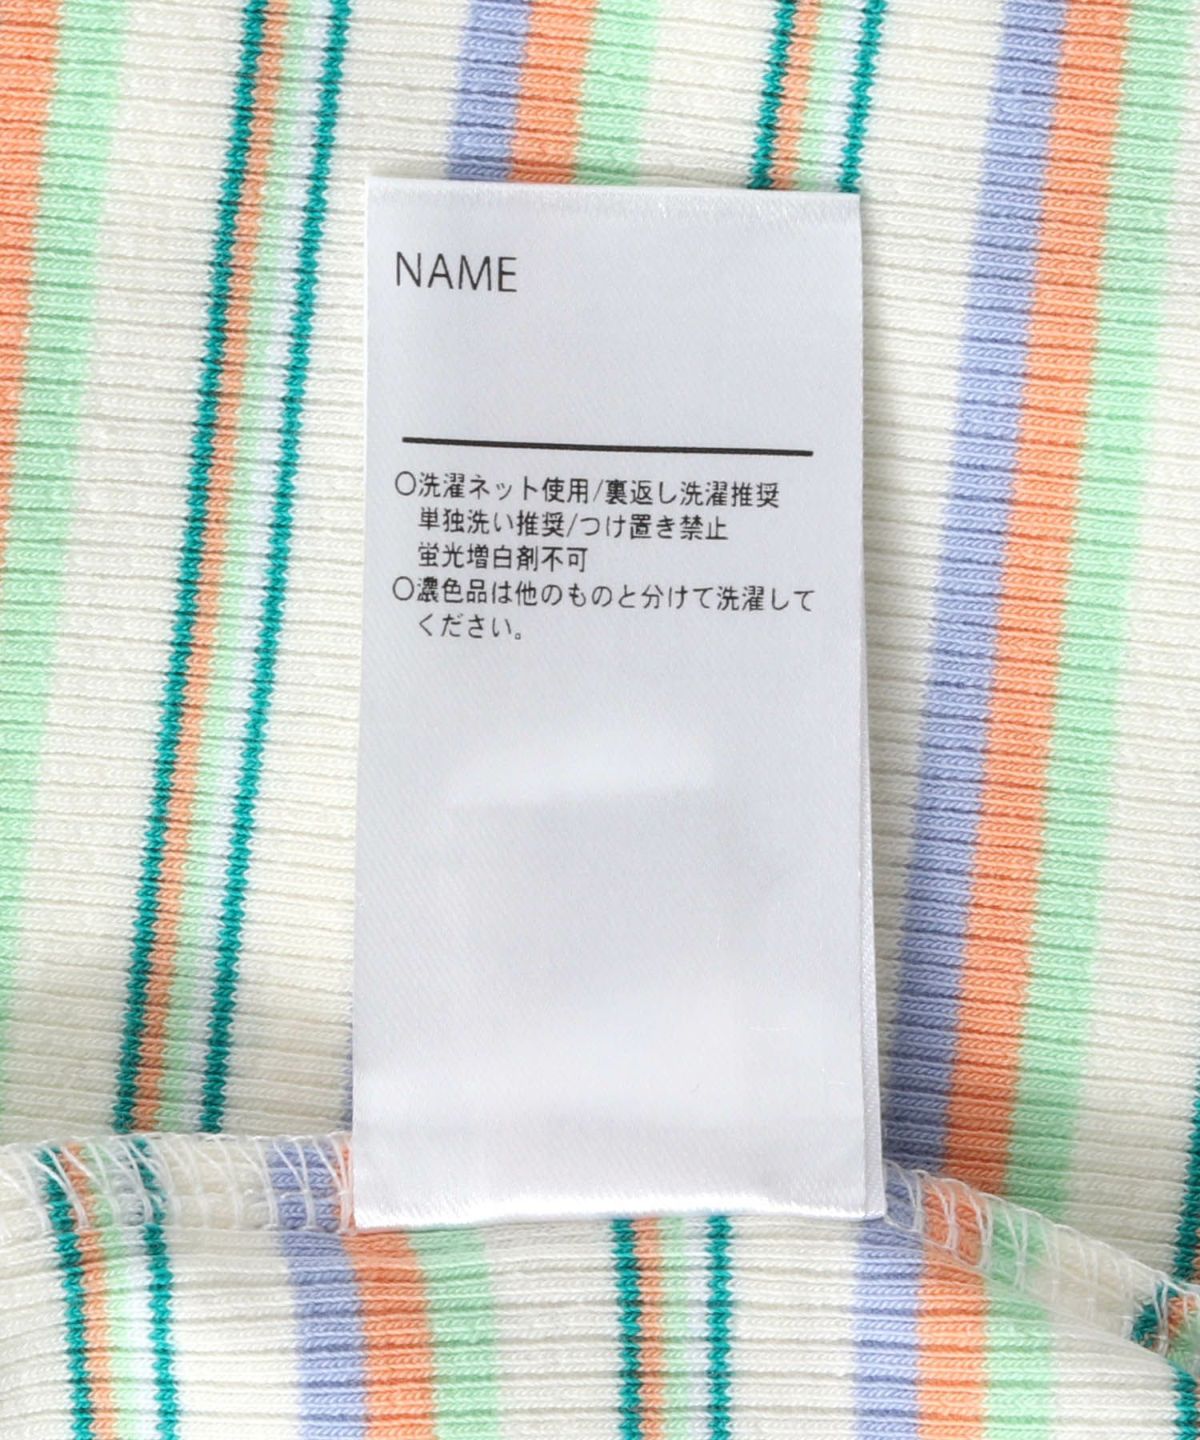 NAME
○洗濯ネット使用/裏返し洗濯推奨
単独洗い推奨/つけ置き禁止
蛍光増白剤不可
○濃色品は他のものと分けて洗濯して
ください。